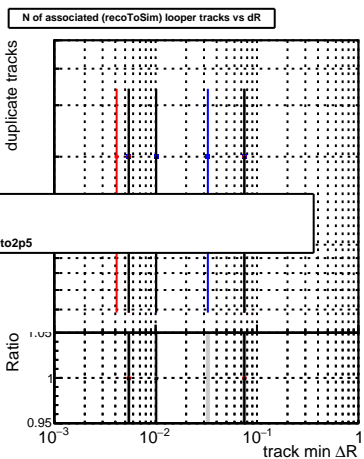 N of associated (recoToSim) looper tracks vs dR
duplicate tracks
to2p5
1.05
1
0.95
Ratio
10⁻³ 10⁻² 10⁻¹ 1
track min ΔR